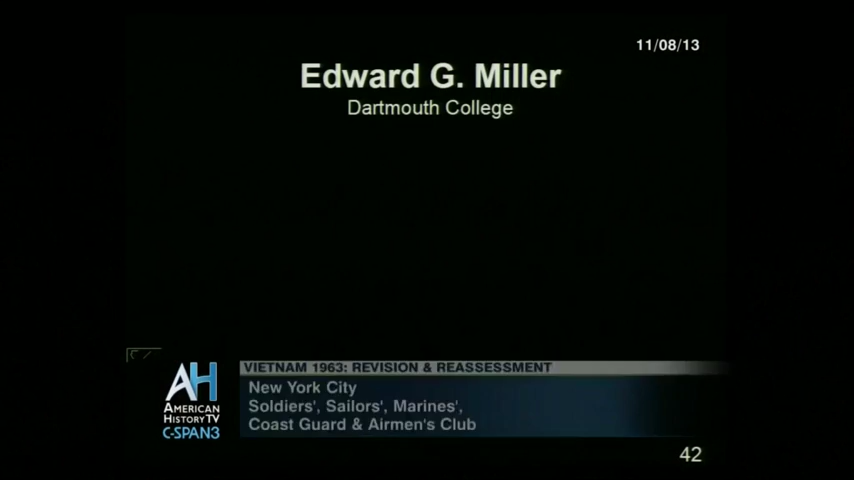 11/08/13
Edward G. Miller
Dartmouth College
VIETNAM 1963: REVISION & REASSESSMENT
New York City
Soldiers', Sailors', Marines',
Coast Guard & Airmen's Club
AH
AMERICAN
HISTORY TV
C-SPAN3
42